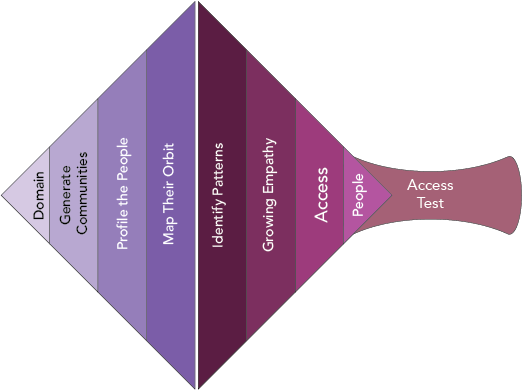 Domain
Generate
Communities
Profile the People
Map Their Orbit
Identify Patterns
Growing Empathy
Access
People
Access
Test